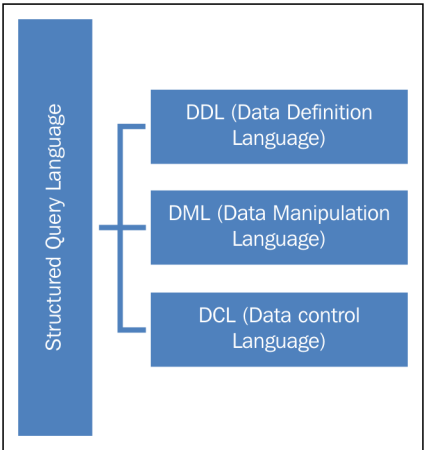 Structured Query Language
DDL (Data Definition
Language)
DML (Data Manipulation
Language)
DCL (Data control
Language)